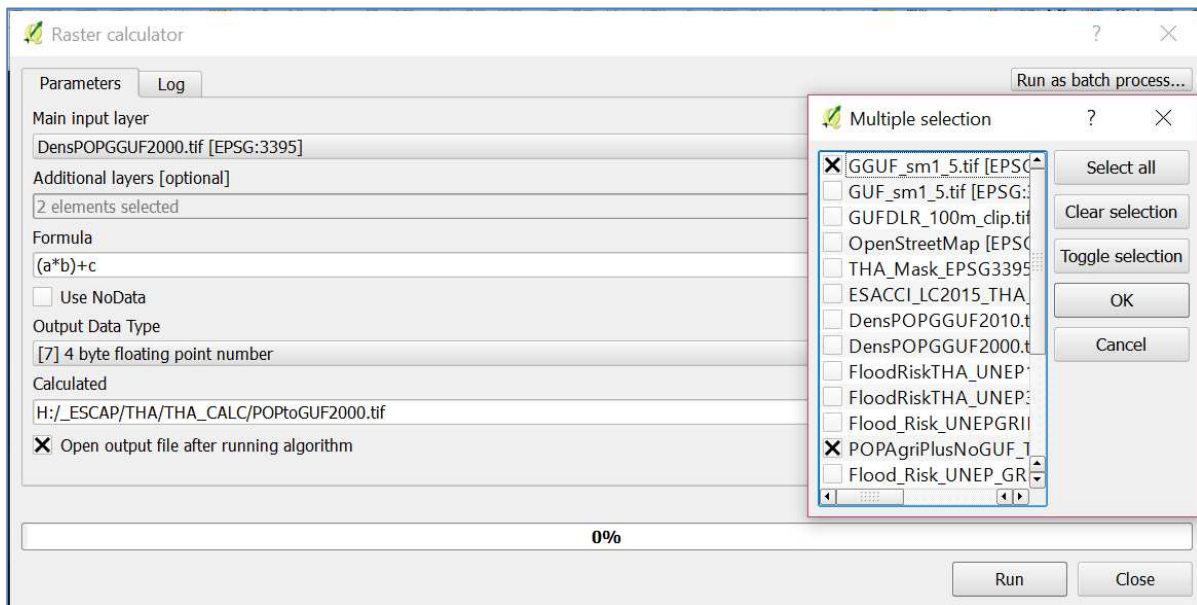 Raster calculator
?
Parameters
Log
Run as batch process...
Main input layer
DensPOPGGUF2000.tif [EPSG:3395]
Additional layers [optional]
2 elements selected
Formula
(a*b)+c
Use NoData
Output Data Type
[7] 4 byte floating point number
Calculated
H:/_ESCAP/THA/THA_CALC/POPtoGUF2000.tif
Open output file after running algorithm
0%
Run
Close
Multiple selection
?
GGUF_sm1_5.tif [EPSG
GUF_sm1_5.tif [EPSG:
GUFDLR_100m_clip.tif
OpenStreetMap [EPSG
THA_Mask_EPSG3395
ESACCI_LC2015_THA_
DensPOPGGUF2010.t
DensPOPGGUF2000.t
FloodRiskTHA_UNEP
FloodRiskTHA_UNEP
Flood_Risk_UNEPGRI
POPAgriPlusNoGUF_T
Flood_Risk_UNEP_GR
Select all
Clear selection
Toggle selection
OK
Cancel